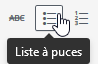 ABC
Liste à puces